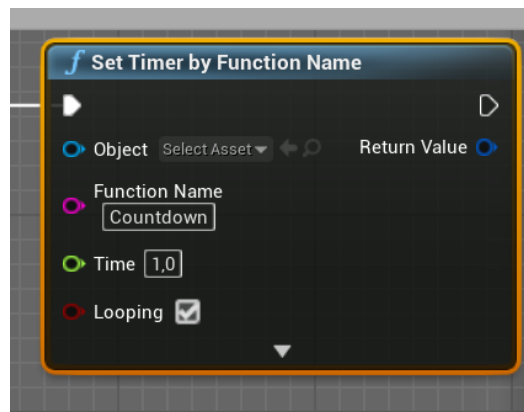 f Set Timer by Function Name
Object Select Asset Return Value
Function Name
Countdown
Time 1,0
Looping